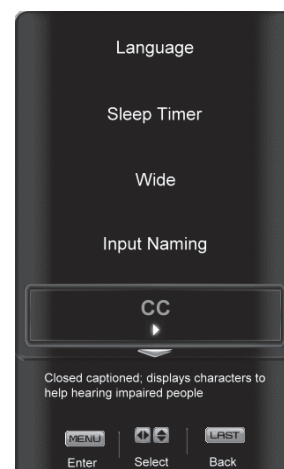 Language
Sleep Timer
Wide
Input Naming
CC
Closed captioned; displays characters to
help hearing impaired people
MENU LAST
Enter Select Back